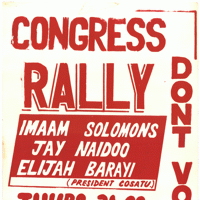 CONGRESS
RALLY
IMAAM SOLOMONS
JAY NAIDOO
ELIJAH BARAYI
(PRESIDENT COSATU)
DONT